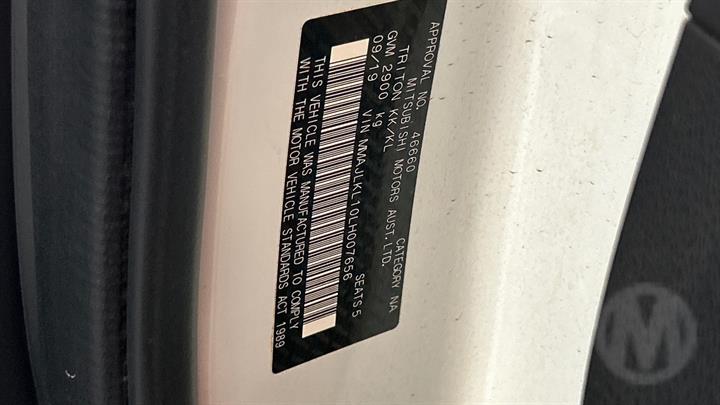 APPROVAL NO. 46660 CATEGORY NA
MITSUBISHI MOTORS AUST.LTD.
TRITON KK/KL
GVM 2900 kg SEATS 5
09/19 VIN MMAJLKL10LH007656
THIS VEHICLE WAS MANUFACTURED TO COMPLY
WITH THE MOTOR VEHICLE STANDARDS ACT 1989
M